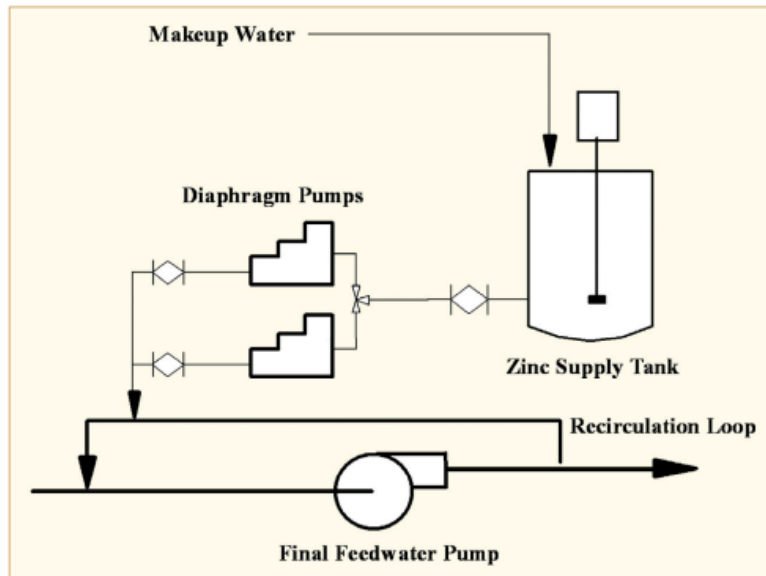 Makeup Water
Diaphragm Pumps
Zinc Supply Tank
Recirculation Loop
Final Feedwater Pump